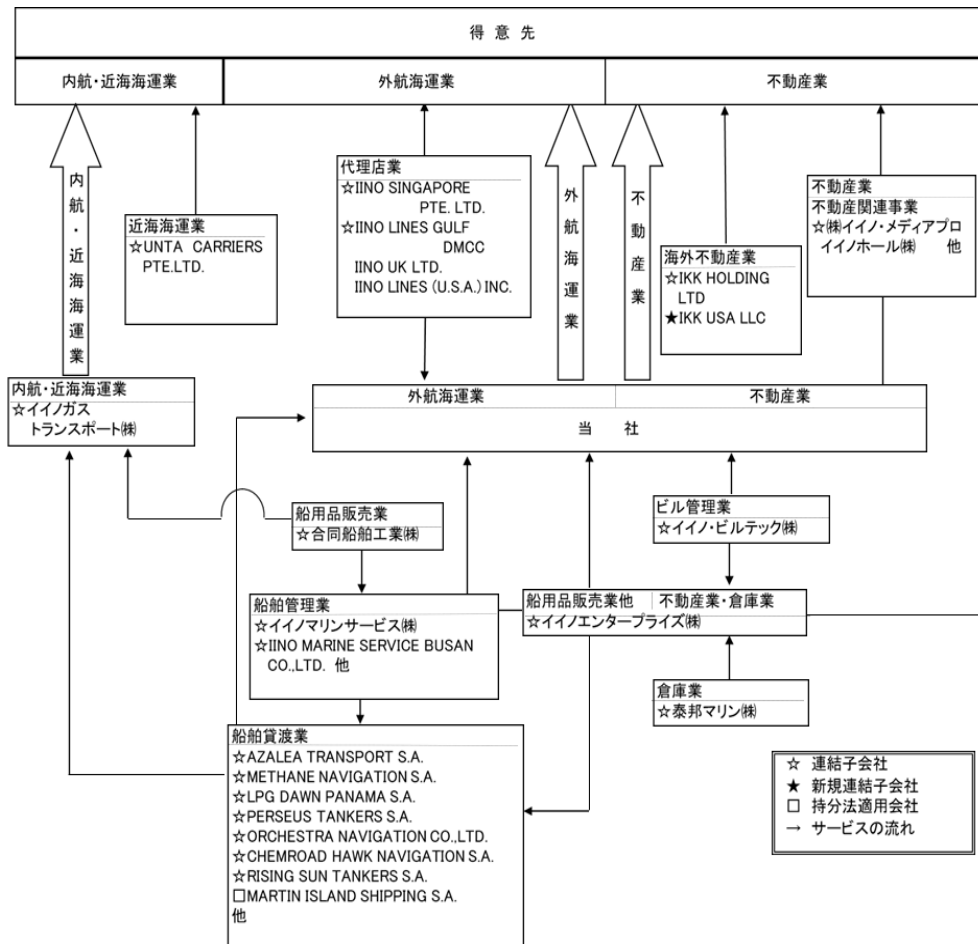 得意先
内航・近海海運業
外航海運業
不動産業
内航・近海海運業
近海海運業
☆UNTA CARRIERS
PTE.LTD.
代理店業
☆IINO SINGAPORE
PTE. LTD.
☆IINO LINES GULF
DMCC
IINO UK LTD.
IINO LINES (U.S.A.) INC.
外航海運業
不動産業
海外不動産業
☆IKK HOLDING
LTD
★IKK USA LLC
不動産業
不動産関連事業
☆㈱イイノ・メディアプロ
イイノホール㈱ 他
内航・近海海運業
☆イイノガス
トランスポート㈱
外航海運業
不動産業
当社
船用品販売業
☆合同船舶工業㈱
ビル管理業
☆イイノ・ビルテック㈱
船舶管理業
☆イイノマリンサービス㈱
☆IINO MARINE SERVICE BUSAN
CO.,LTD. 他
船用品販売業他
不動産業・倉庫業
☆イイノエンタープライズ㈱
倉庫業
☆泰邦マリン㈱
船舶貸渡業
☆AZALEA TRANSPORT S.A.
☆METHANE NAVIGATION S.A.
☆LPG DAWN PANAMA S.A.
☆PERSEUS TANKERS S.A.
☆ORCHESTRA NAVIGATION CO.,LTD.
☆CHEMROAD HAWK NAVIGATION S.A.
☆RISING SUN TANKERS S.A.
□MARTIN ISLAND SHIPPING S.A.
他
☆ 連結子会社
★ 新規連結子会社
□ 持分法適用会社
→ サービスの流れ